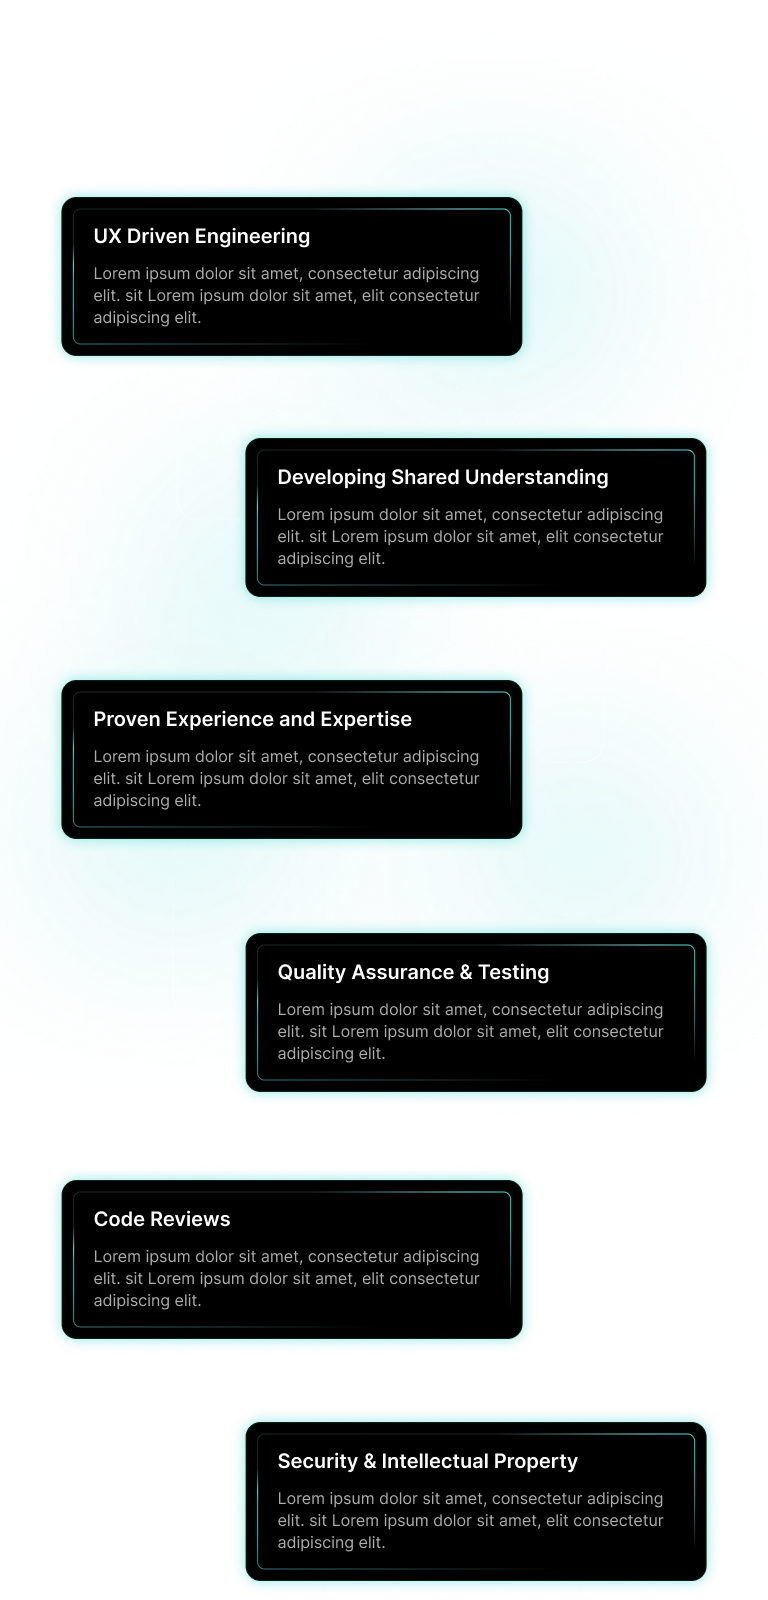 UX Driven Engineering
Lorem ipsum dolor sit amet, consectetur adipiscing
elit. sit Lorem ipsum dolor sit amet, elit consectetur
adipiscing elit.
Developing Shared Understanding
Lorem ipsum dolor sit amet, consectetur adipiscing
elit. sit Lorem ipsum dolor sit amet, elit consectetur
adipiscing elit.
Proven Experience and Expertise
Lorem ipsum dolor sit amet, consectetur adipiscing
elit. sit Lorem ipsum dolor sit amet, elit consectetur
adipiscing elit.
Quality Assurance & Testing
Lorem ipsum dolor sit amet, consectetur adipiscing
elit. sit Lorem ipsum dolor sit amet, elit consectetur
adipiscing elit.
Code Reviews
Lorem ipsum dolor sit amet, consectetur adipiscing
elit. sit Lorem ipsum dolor sit amet, elit consectetur
adipiscing elit.
Security & Intellectual Property
Lorem ipsum dolor sit amet, consectetur adipiscing
elit. sit Lorem ipsum dolor sit amet, elit consectetur
adipiscing elit.